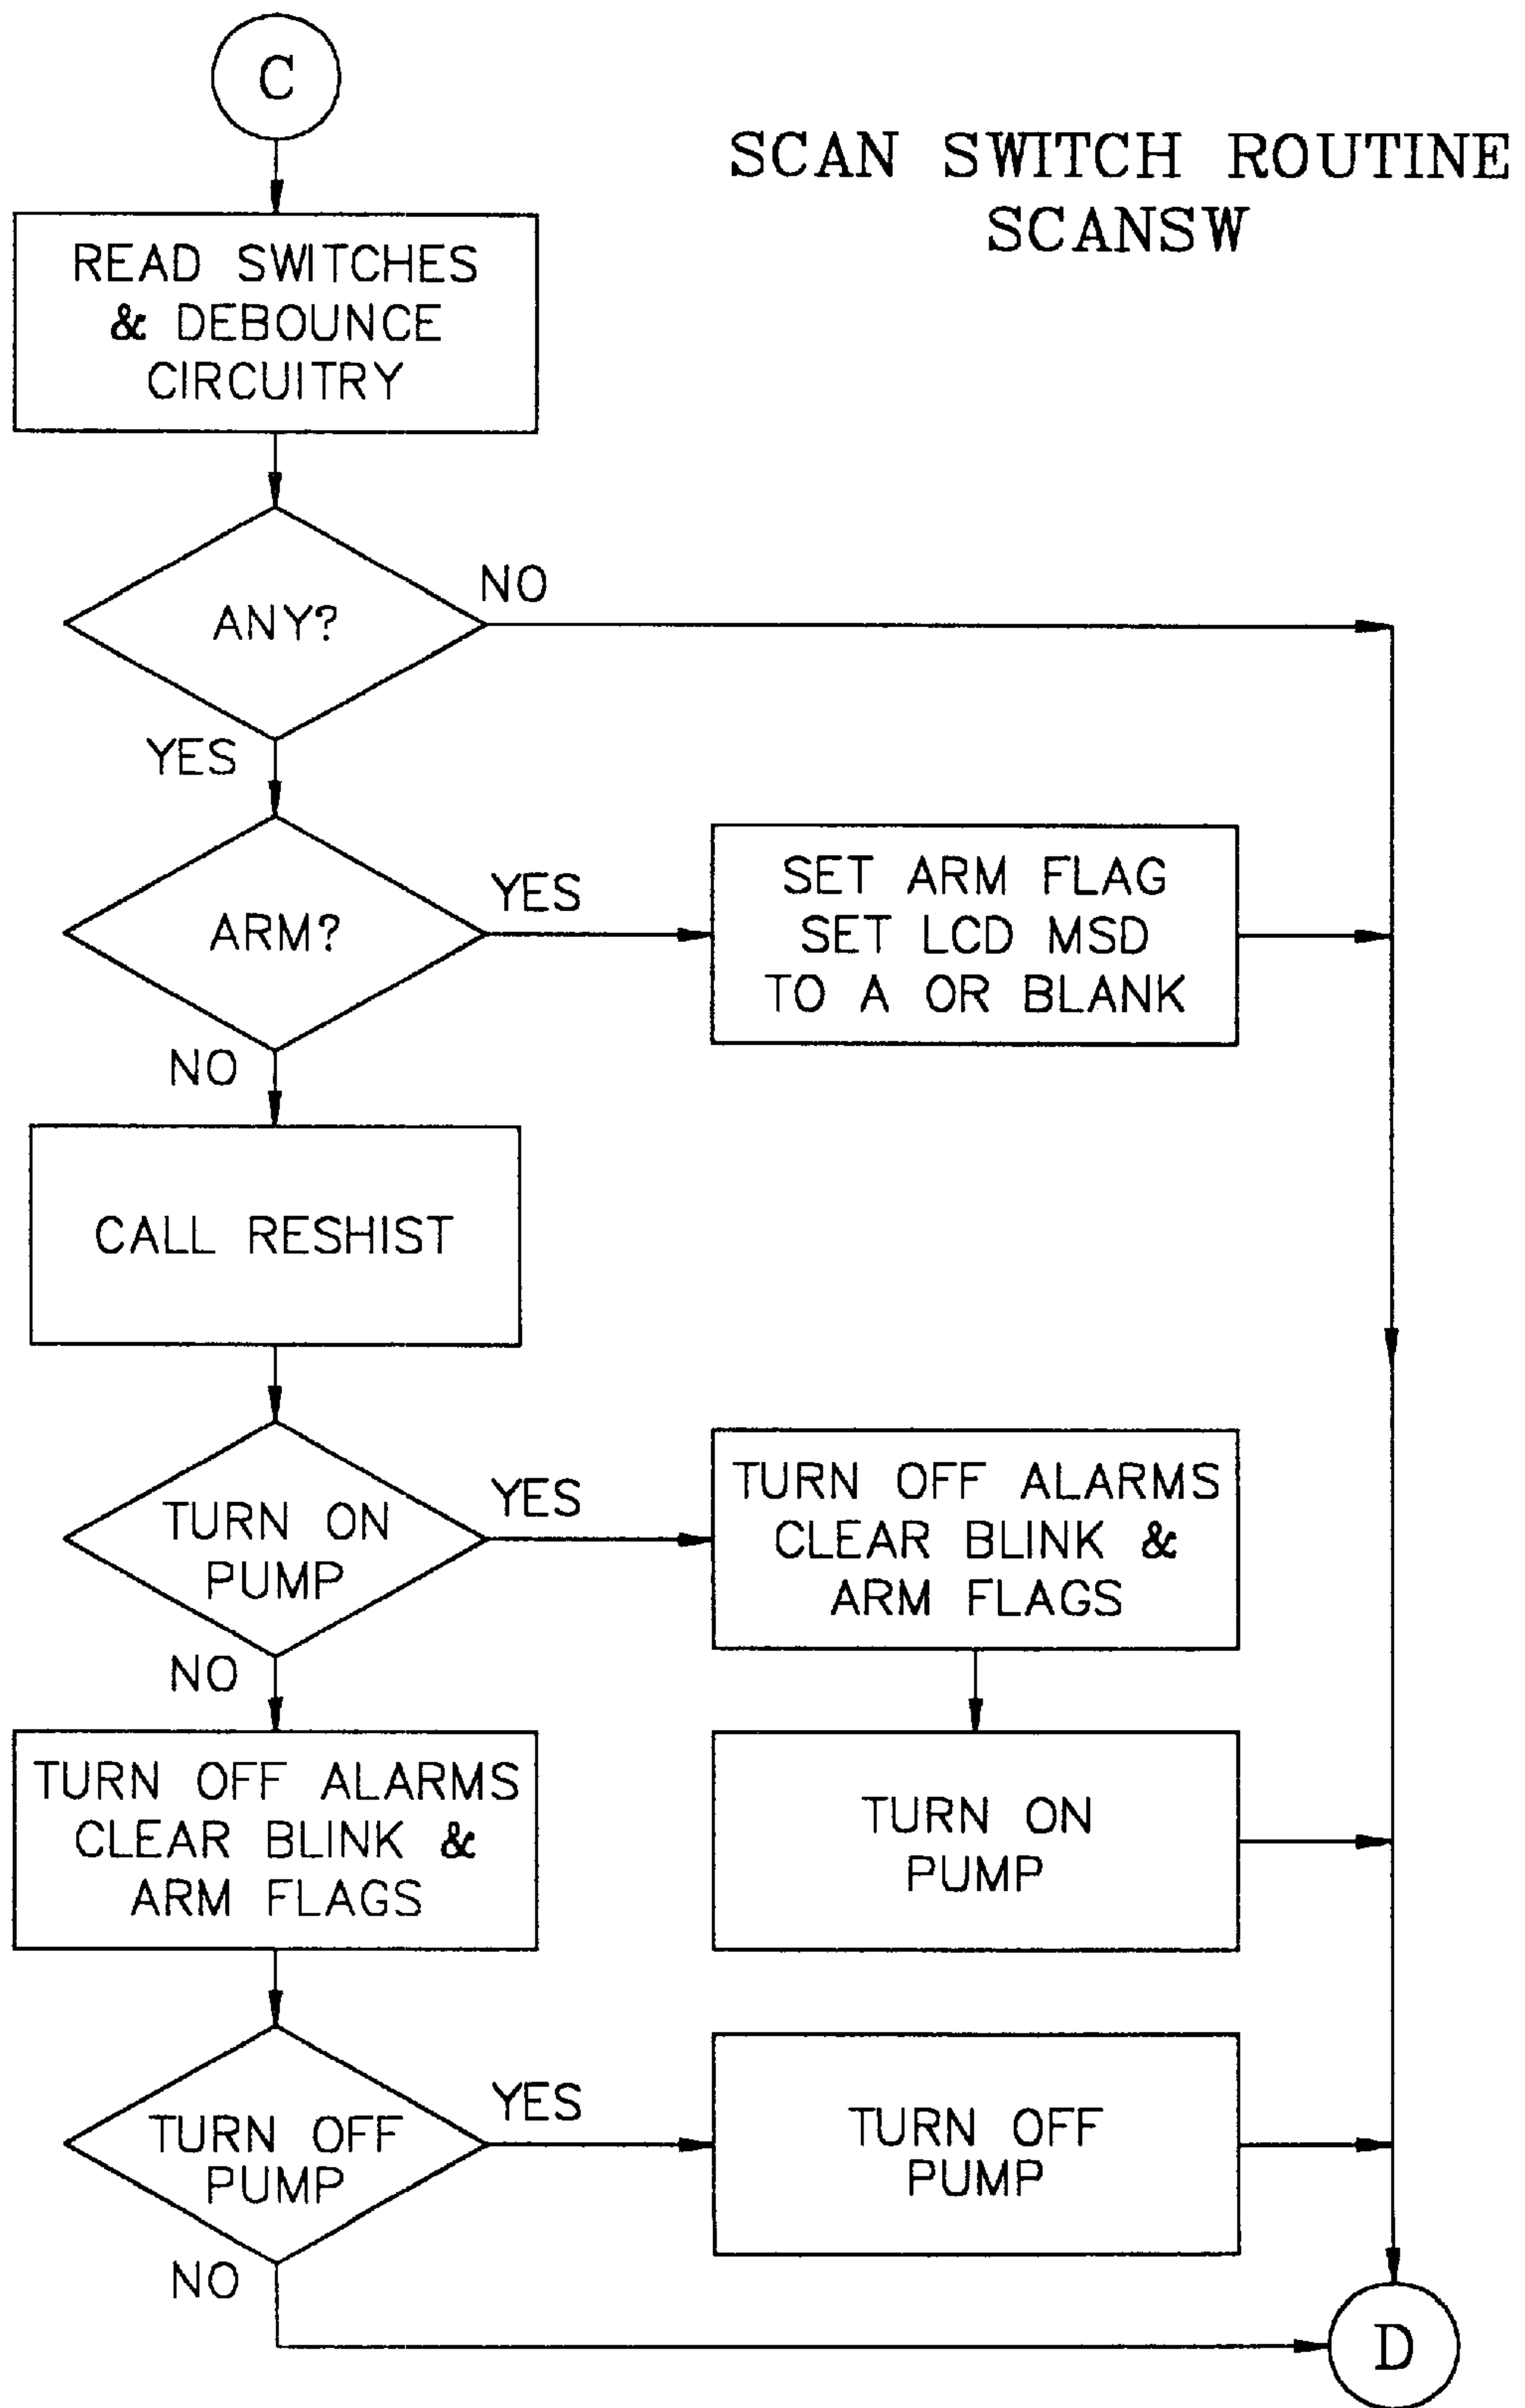 C
SCAN SWITCH ROUTINE
SCANSW
READ SWITCHES
& DEBOUNCE
CIRCUITRY
ANY?
NO
YES
ARM?
YES
SET ARM FLAG
SET LCD MSD
TO A OR BLANK
NO
CALL RESHIST
TURN ON
PUMP
YES
TURN OFF ALARMS
CLEAR BLINK &
ARM FLAGS
NO
TURN OFF ALARMS
CLEAR BLINK &
ARM FLAGS
TURN ON
PUMP
TURN OFF
PUMP
YES
TURN OFF
PUMP
NO
D